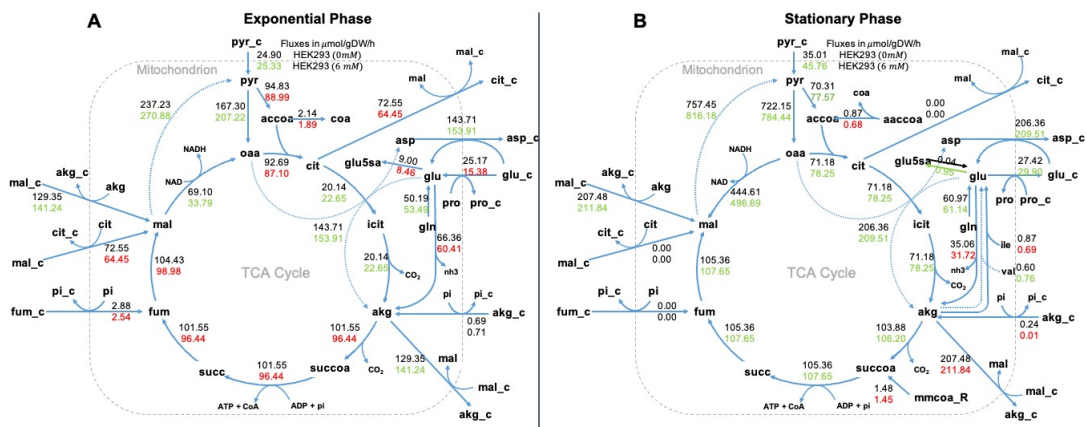 A
Exponential Phase
pyr_c
Fluxes in μmol/gDW/h
24.90
HEK293 (0mM)
25.33
HEK293 (6 mM)
mal_c
Mitochondrion
pyr
mal
cit_c
94.83
88.99
237.23
270.88
167.30
207.22
72.55
64.45
accoa
2.14
1.89
coa
143.71
153.91
asp
asp_c
NADH
oaa
92.69
87.10
cit
glu5sa
9.00
8.46
glu
25.17
15.38
glu_c
akg_c
akg
NAD
69.10
33.79
mal_c
129.35
141.24
20.14
22.65
50.19
53.49
pro
pro_c
mal
cit
cit_c
72.55
64.45
mal_c
143.71
153.91
icit
gln
66.36
60.41
104.43
98.98
TCA Cycle
20.14
22.65
CO₂
nh3
pi_c
pi
2.88
2.54
fum_c
fum
pi
pi_c
akg
akg_c
0.69
0.71
101.55
96.44
101.55
96.44
129.35
141.24
mal
101.55
96.44
CO₂
succ
succoa
mal_c
ATP + CoA
ADP + pi
akg_c
B
Stationary Phase
pyr_c
Fluxes in μmol/gDW/h
35.01
HEK293 (0mM)
45.76
HEK293 (6 mM)
mal_c
Mitochondrion
pyr
mal
cit_c
70.31
77.57
coa
757.45
816.18
722.15
784.44
0.00
0.00
accoa
0.87
0.68
aaccoa
206.36
209.51
asp
asp_c
NADH
oaa
71.18
78.25
cit
glu5sa
0.04
0.95
glu
27.42
29.90
glu_c
akg_c
akg
NAD
444.61
496.69
mal_c
207.48
211.84
71.18
78.25
60.97
61.14
pro
pro_c
mal
cit
cit_c
0.00
0.00
mal_c
206.36
209.51
icit
gln
35.06
31.72
ile
0.87
0.69
105.36
107.65
TCA Cycle
71.18
78.25
nh3
CO₂
val
0.60
0.76
pi_c
pi
0.00
0.00
fum_c
fum
pi
pi_c
akg
akg_c
0.24
0.01
105.36
107.65
103.88
106.20
207.48
211.84
mal
105.36
107.65
CO₂
succ
succoa
1.48
1.45
mmcoa_R
mal_c
ATP + CoA
ADP + pi
akg_c